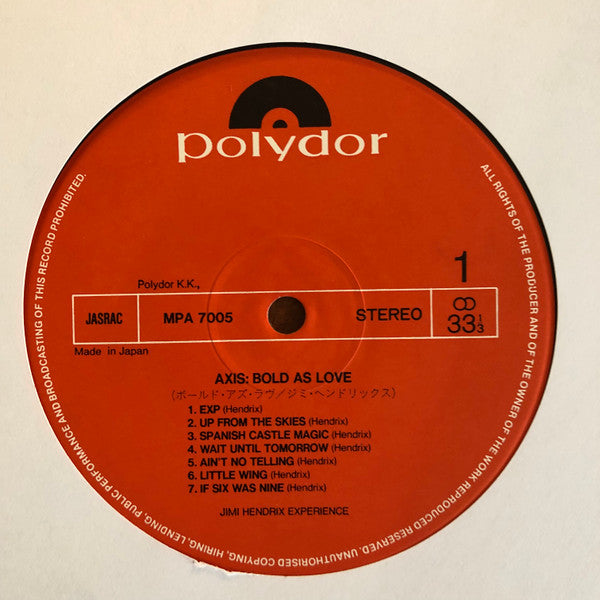 polydor
ALL RIGHTS OF THE PRODUCER AND OF THE OWNER OF THE WORK REPRODUCED RESERVED. UNAUTHORISED COPYING, HIRING, LENDING, PUBLIC PERFORMANCE AND BROADCASTING OF THIS RECORD PROHIBITED.
1
Polydor K.K.,
JASRAC
MPA 7005
STEREO
33 1/3
Made in Japan
AXIS: BOLD AS LOVE
(ボールド・アズ・ラヴ/ジミ・ヘンドリックス)
1. EXP (Hendrix)
2. UP FROM THE SKIES (Hendrix)
3. SPANISH CASTLE MAGIC (Hendrix)
4. WAIT UNTIL TOMORROW (Hendrix)
5. AIN'T NO TELLING (Hendrix)
6. LITTLE WING (Hendrix)
7. IF SIX WAS NINE (Hendrix)
JIMI HENDRIX EXPERIENCE